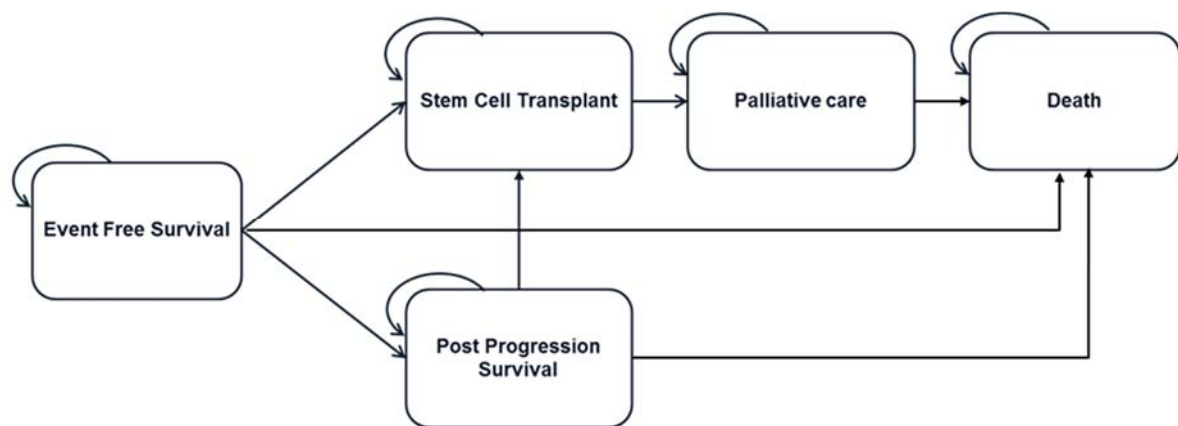 Stem Cell Transplant
Palliative care
Death
Event Free Survival
Post Progression
Survival